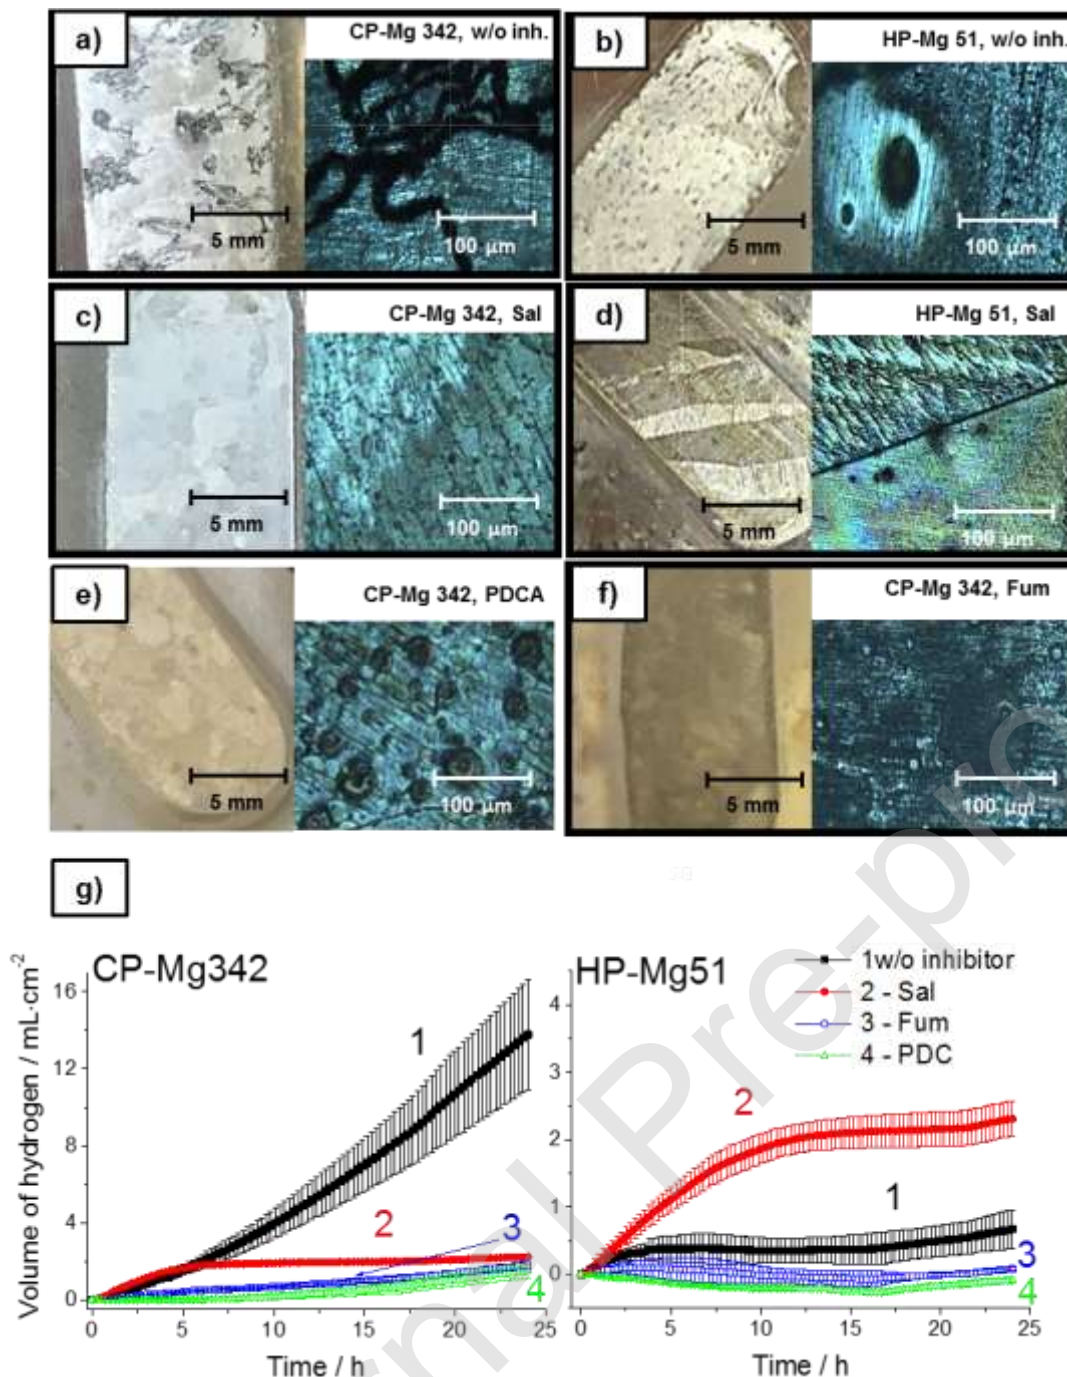 a)
CP-Mg 342, w/o inh.
5 mm
100 µm
b)
HP-Mg 51, w/o inh.
5 mm
100 µm
c)
CP-Mg 342, Sal
5 mm
100 µm
d)
HP-Mg 51, Sal
5 mm
100 µm
e)
CP-Mg 342, PDCA
5 mm
100 µm
f)
CP-Mg 342, Fum
5 mm
100 µm
g)
Volume of hydrogen / mL·cm⁻²
CP-Mg342
16
12
8
4
0
1
2
3
4
0 5 10 15 20 25
Time / h
HP-Mg51
4
3
2
1
0
1w/o inhibitor
2 - Sal
3 - Fum
4 - PDC
2
1
3
4
0 5 10 15 20 25
Time / h
rnal Pre-pro